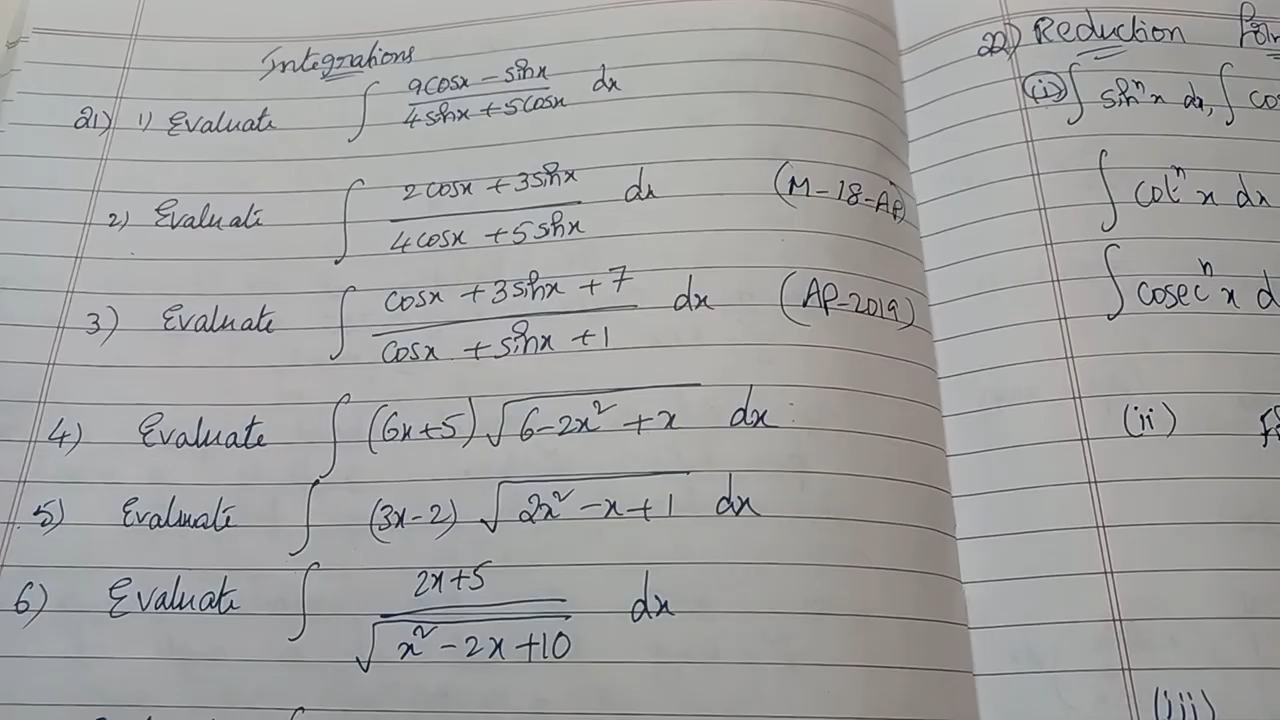 Integrations
21) 1) Evaluate ∫ (9cosx - sinx)/(4sinx + 5cosx) dx
2) Evaluate ∫ (2cosx + 3sinx)/(4cosx + 5sinx) dx (M-18-AP)
3) Evaluate ∫ (cosx + 3sinx + 7)/(cosx + sinx + 1) dx (AP-2019)
4) Evaluate ∫ (6x+5) √(6-2x² + x) dx
5) Evaluate ∫ (3x-2) √(2x² - x + 1) dx
6) Evaluate ∫ (2x+5)/√(x² - 2x + 10) dx
22) Reduction
(i) ∫ sinⁿx dx, ∫
∫ cotⁿ x dx
∫ cosecⁿ x d
(ii)
(iii)